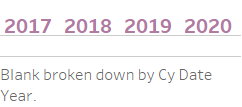 2017 2018 2019 2020
Blank broken down by Cy Date
Year.